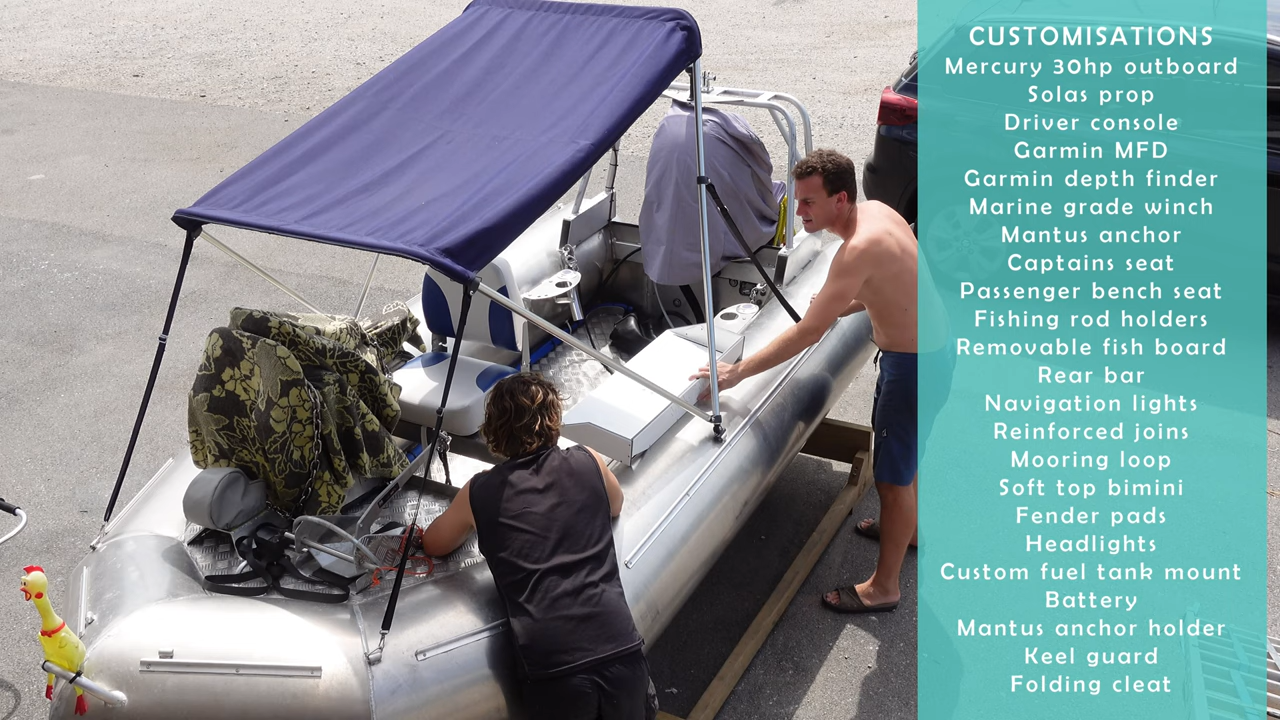 CUSTOMISATIONS
Mercury 30hp outboard
Solas prop
Driver console
Garmin MFD
Garmin depth finder
Marine grade winch
Mantus anchor
Captains seat
Passenger bench seat
Fishing rod holders
Removable fish board
Rear bar
Navigation lights
Reinforced joins
Mooring loop
Soft top bimini
Fender pads
Headlights
Custom fuel tank mount
Battery
Mantus anchor holder
Keel guard
Folding cleat